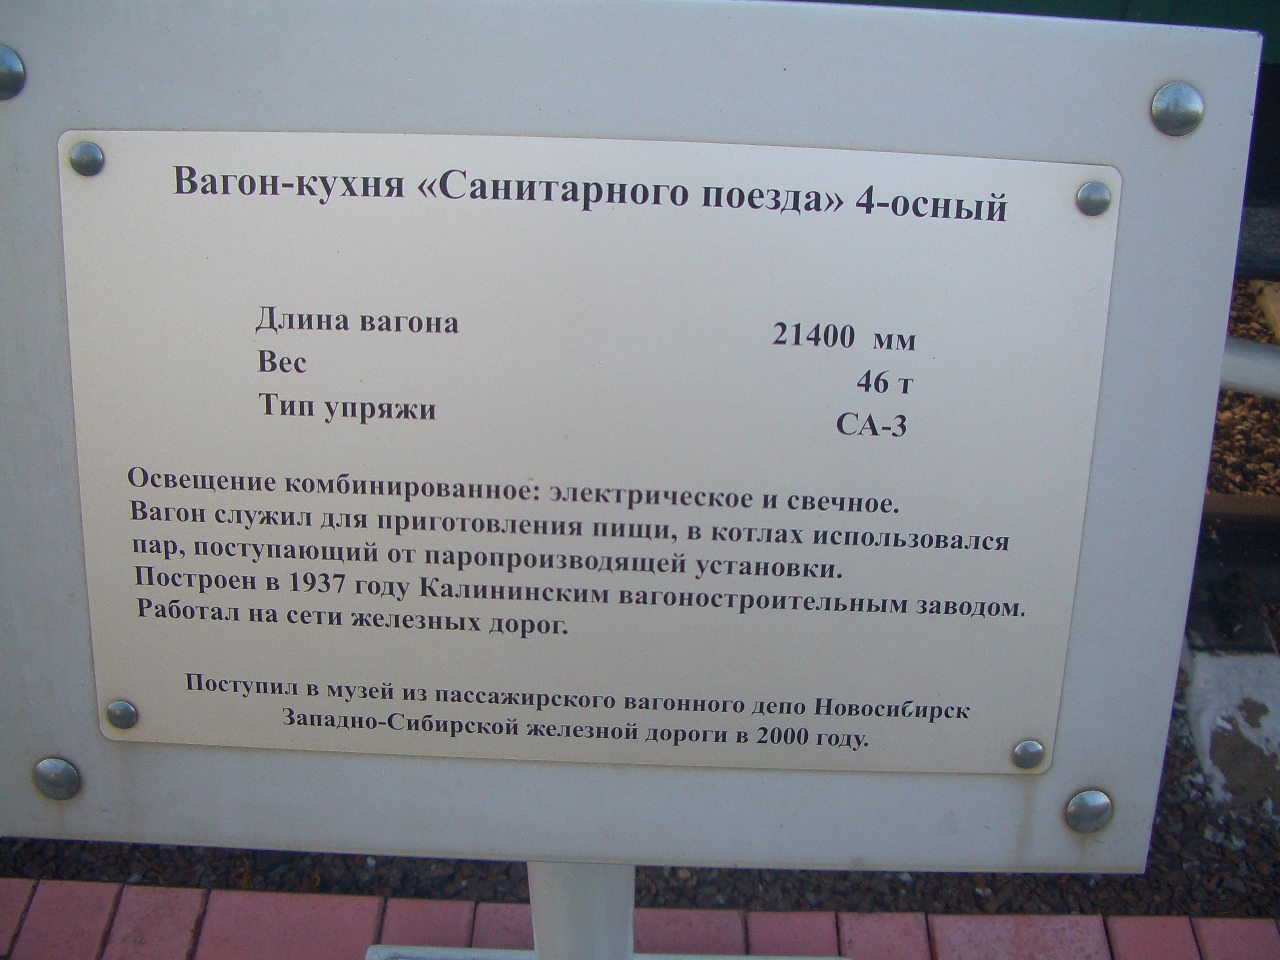 Вагон-кухня «Санитарного поезда» 4-осный
Длина вагона 21400 мм
Вес 46 т
Тип упряжи СА-3
Освещение комбинированное: электрическое и свечное.
Вагон служил для приготовления пищи, в котлах использовался
пар, поступающий от паропроизводящей установки.
Построен в 1937 году Калининским вагоностроительным заводом.
Работал на сети железных дорог.
Поступил в музей из пассажирского вагонного депо Новосибирск
Западно-Сибирской железной дороги в 2000 году.